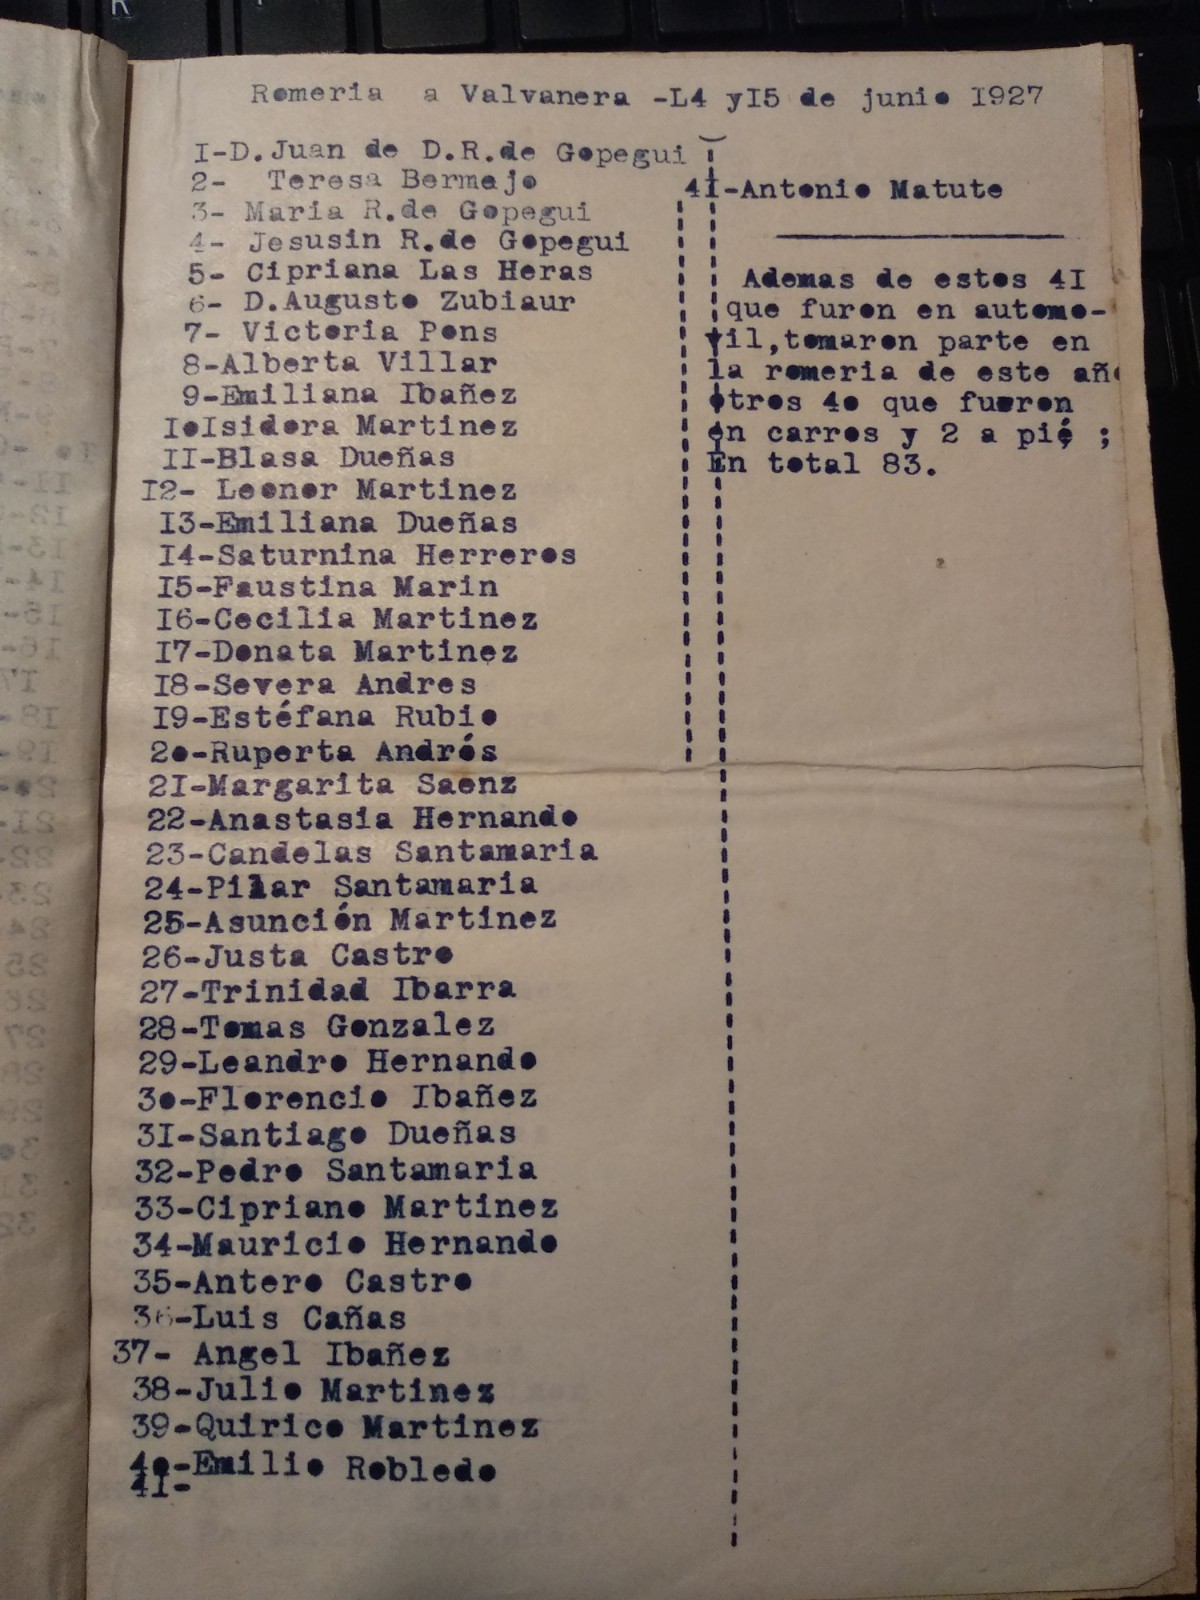 Romeria a Valvanera -L4 yI5 de junio I927
I-D.Juan de D.R.de Gopegui
2- Teresa Bermejo
3- Maria R.de Gopegui
4- Jesusin R.de Gopegui
5- Cipriana Las Heras
6- D.Augusto Zubiaur
7- Victoria Pons
8-Alberta Villar
9-Emiliana Ibañez
IoIsidora Martinez
II-Blasa Dueñas
I2- Leonor Martinez
I3-Emiliana Dueñas
I4-Saturnina Herreros
I5-Faustina Marin
I6-Cecilia Martinez
I7-Donata Martinez
I8-Severa Andres
I9-Estéfana Rubio
2o-Ruperta Andrés
2I-Margarita Saenz
22-Anastasia Hernando
23-Candelas Santamaria
24-Pilar Santamaria
25-Asunción Martinez
26-Justa Castro
27-Trinidad Ibarra
28-Tomas Gonzalez
29-Leandro Hernando
3o-Florencio Ibañez
3I-Santiago Dueñas
32-Pedro Santamaria
33-Cipriano Martinez
34-Mauricio Hernando
35-Antero Castro
36-Luis Cañas
37- Angel Ibañez
38-Julio Martinez
39-Quirico Martinez
4o-Emilio Robledo
4I-
4I-Antonio Matute
Ademas de estos 4I
que furon en automo-
vil,tomaron parte en
la romeria de este año
otros 4o que fueron
en carros y 2 a pié ;
En total 83.